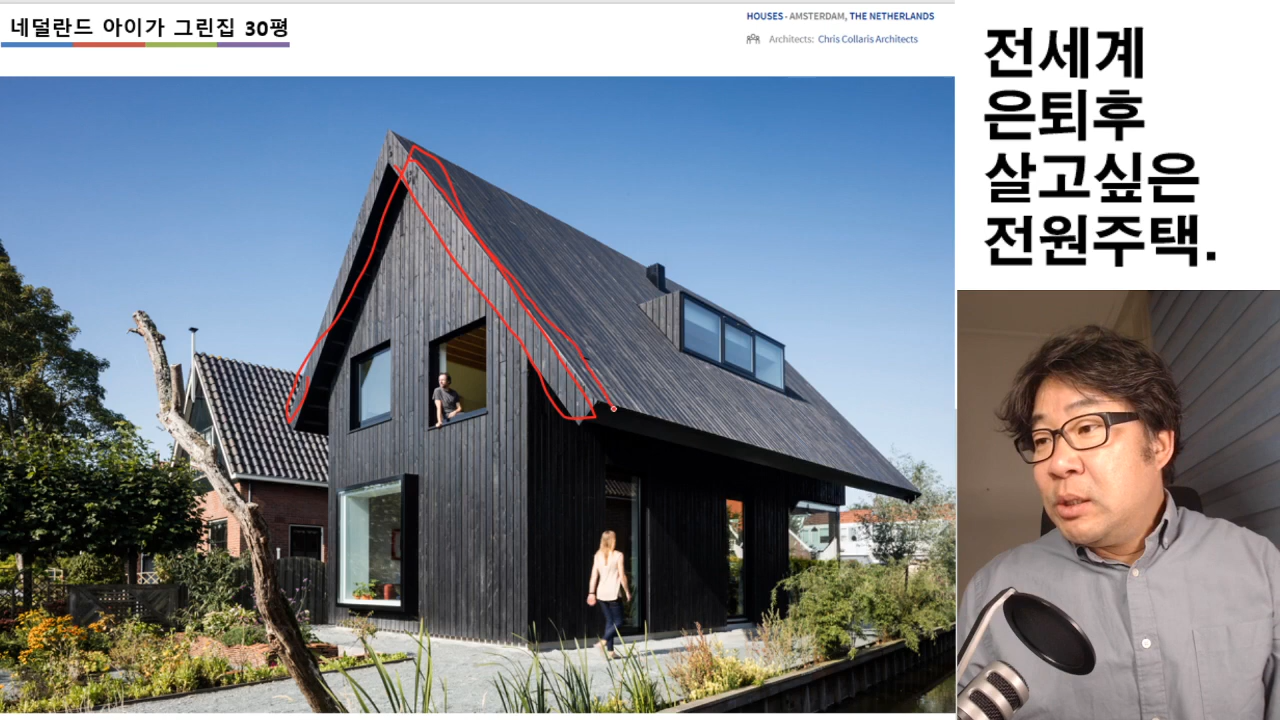 네덜란드 아이가 그린집 30평
HOUSES - AMSTERDAM, THE NETHERLANDS
Architects: Chris Collaris Architects
전세계
은퇴후
살고싶은
전원주택.